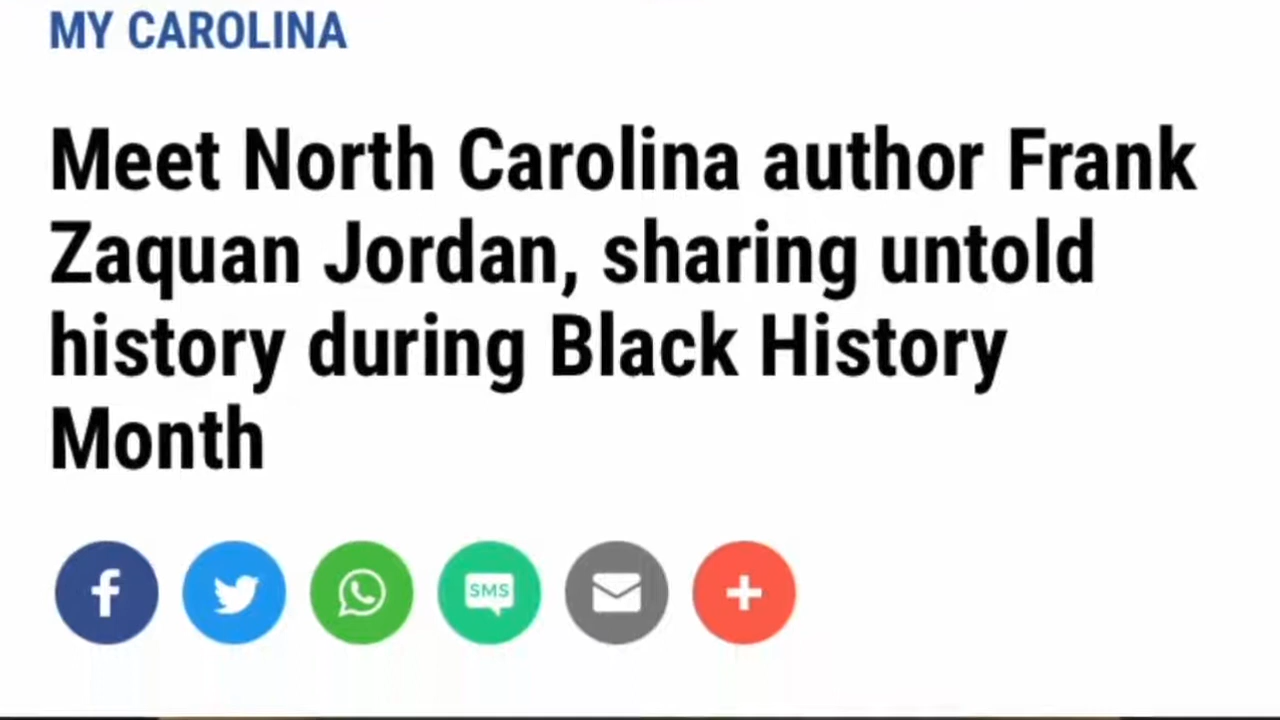 MY CAROLINA
Meet North Carolina author Frank
Zaquan Jordan, sharing untold
history during Black History
Month
SMS